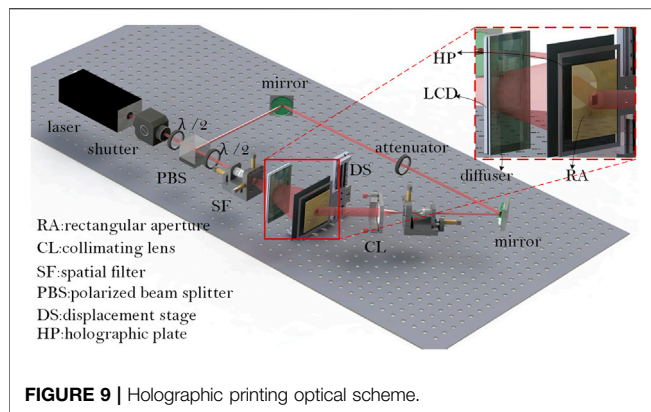 laser
shutter
λ/2
PBS
λ/2
SF
mirror
attenuator
DS
CL
mirror
HP
LCD
diffuser
RA
RA:rectangular aperture
CL:collimating lens
SF:spatial filter
PBS:polarized beam splitter
DS:displacement stage
HP:holographic plate
FIGURE 9 | Holographic printing optical scheme.